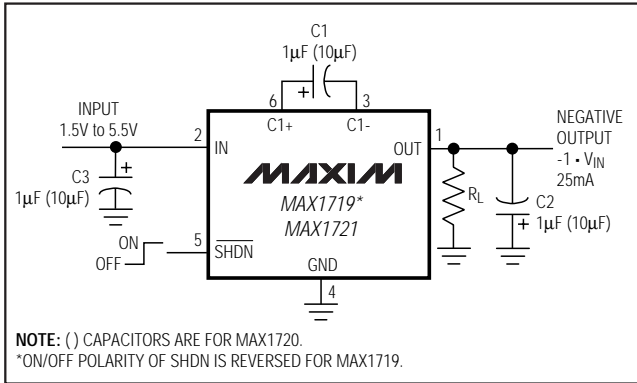 C1
1µF (10µF)
+
6
3
INPUT
1.5V to 5.5V
C1+
C1-
NEGATIVE
OUTPUT
-1 • VIN
25mA
2
IN
OUT
1
+
C3
1µF (10µF)
MAXIM
MAX1719*
MAX1721
RL
C2
+
1µF (10µF)
ON
OFF
5
SHDN
GND
4
NOTE: ( ) CAPACITORS ARE FOR MAX1720.
*ON/OFF POLARITY OF SHDN IS REVERSED FOR MAX1719.